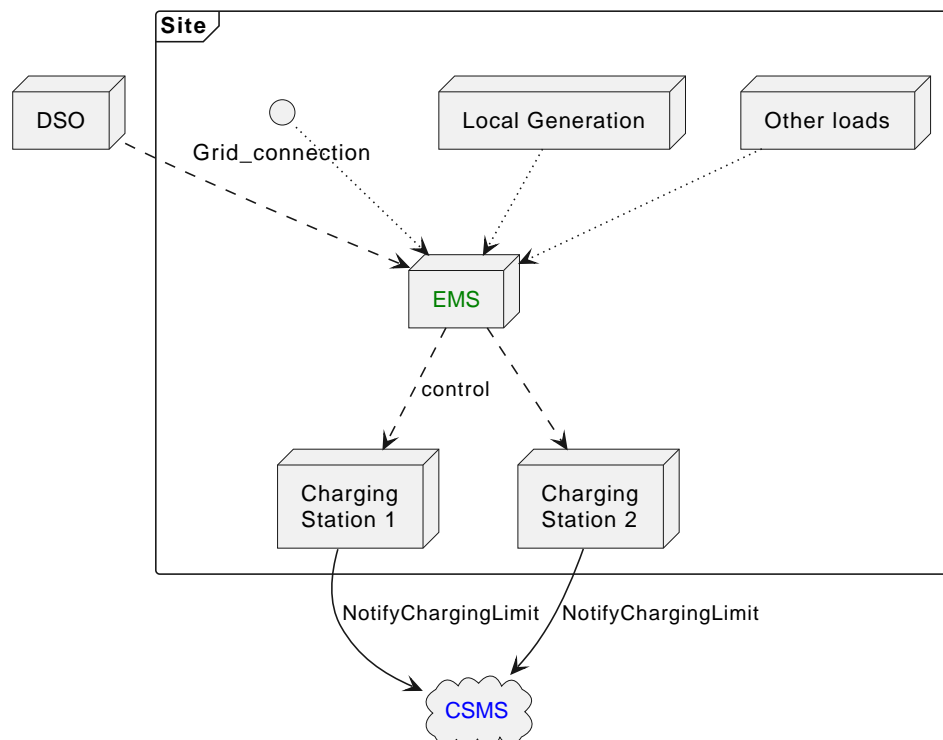 Site
DSO
Grid_connection
Local Generation
Other loads
EMS
control
Charging
Station 1
Charging
Station 2
NotifyChargingLimit
NotifyChargingLimit
CSMS